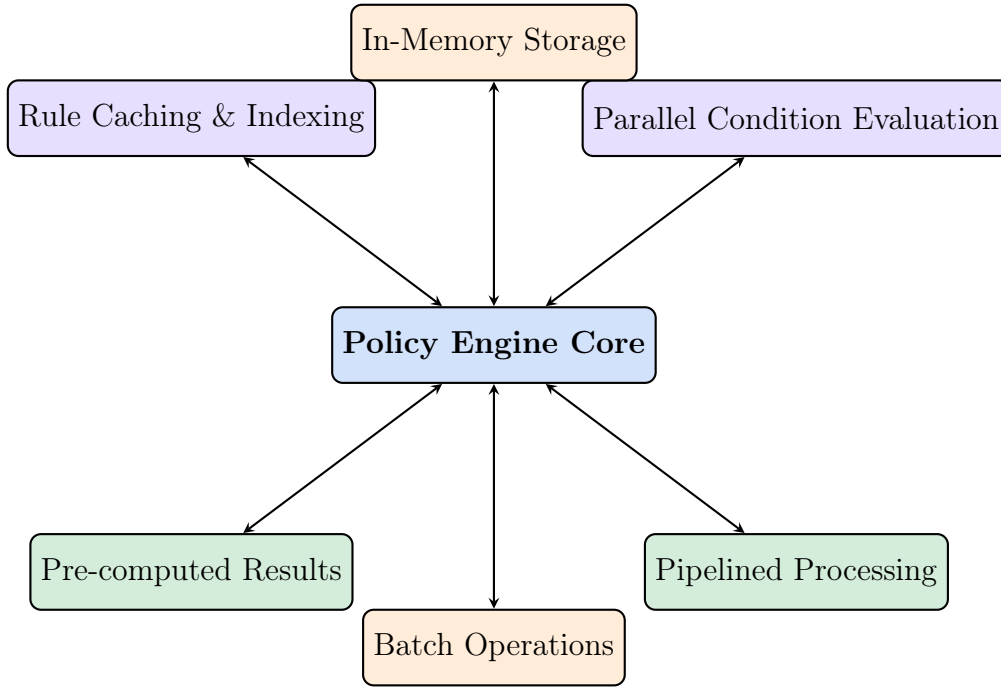 In-Memory Storage
Rule Caching & Indexing
Parallel Condition Evaluation
Policy Engine Core
Pre-computed Results
Pipelined Processing
Batch Operations